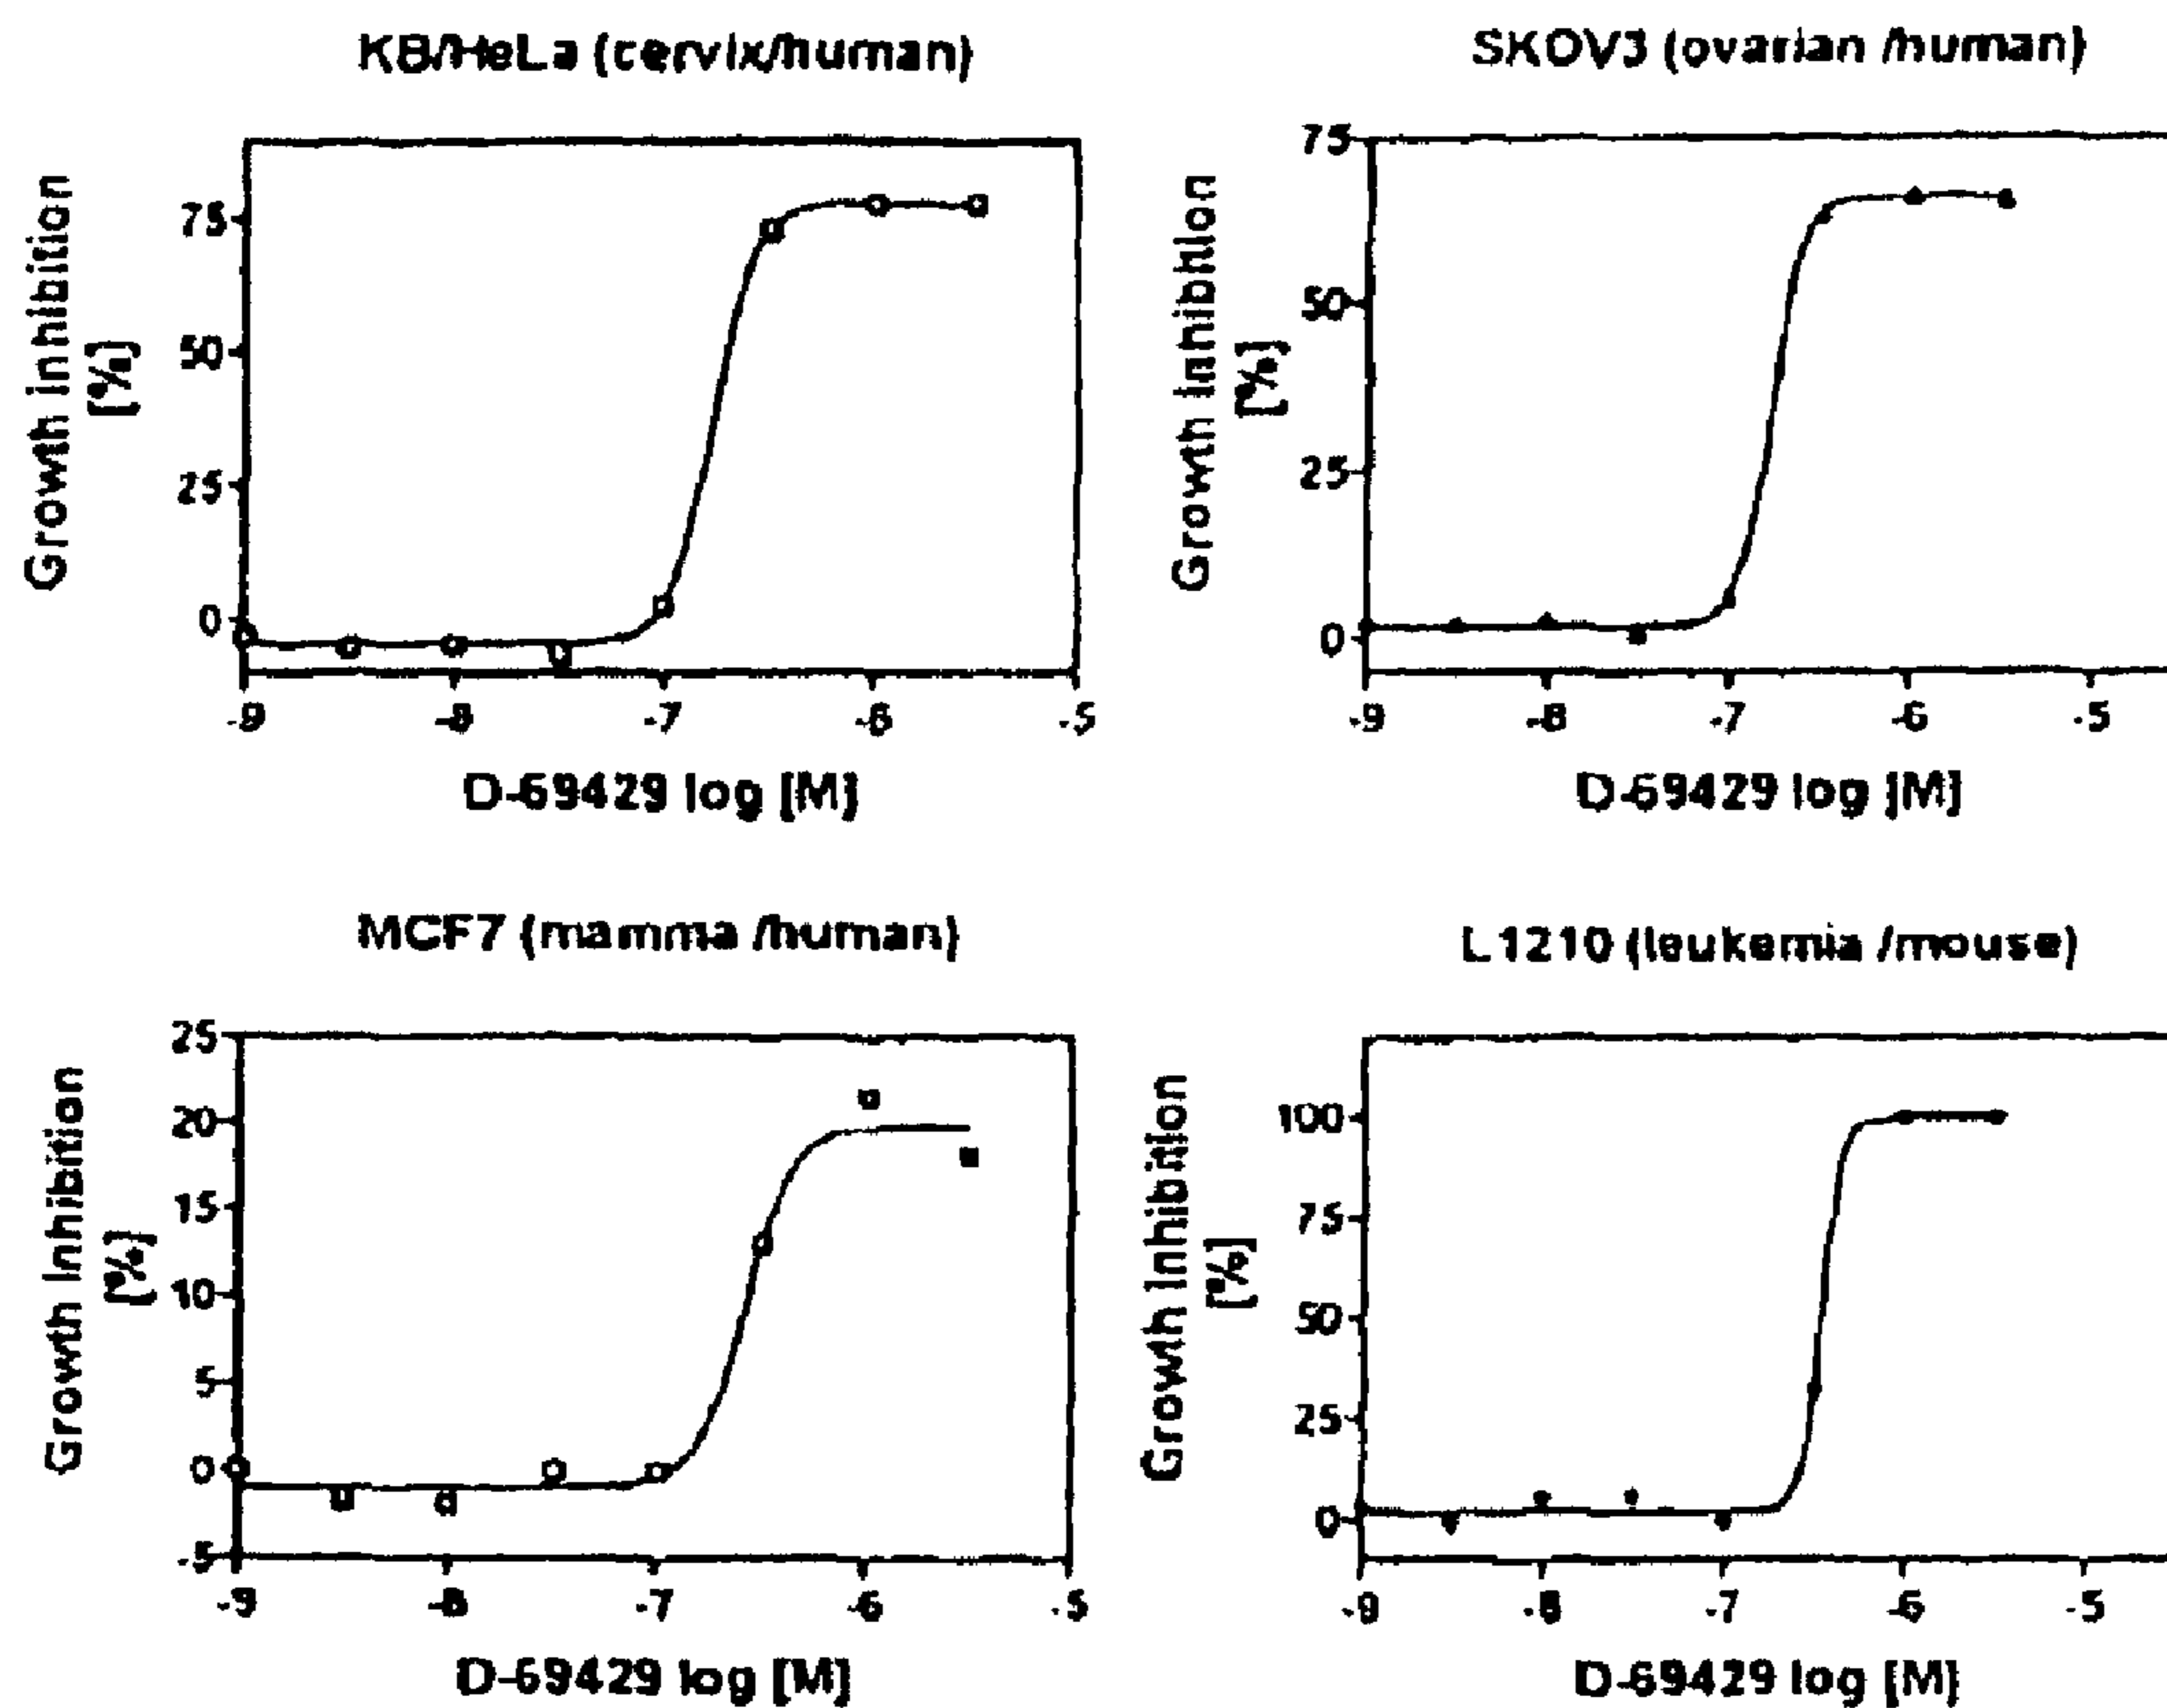 KB/HeLa (cervix/human)
Growth inhibition
[%]
75
50
25
0
-9 -8 -7 -6 -5
D-69429 log [M]
SKOV3 (ovarian /human)
Growth inhibition
[%]
75
50
25
0
-9 -8 -7 -6 -5
D-69429 log [M]
MCF7 (mamma /human)
Growth Inhibition
[%]
25
20
15
10
5
0
-5
-9 -8 -7 -6 -5
D-69429 log [M]
L1210 (leukemia /mouse)
Growth Inhibition
[%]
100
75
50
25
0
-9 -8 -7 -6 -5
D-69429 log [M]